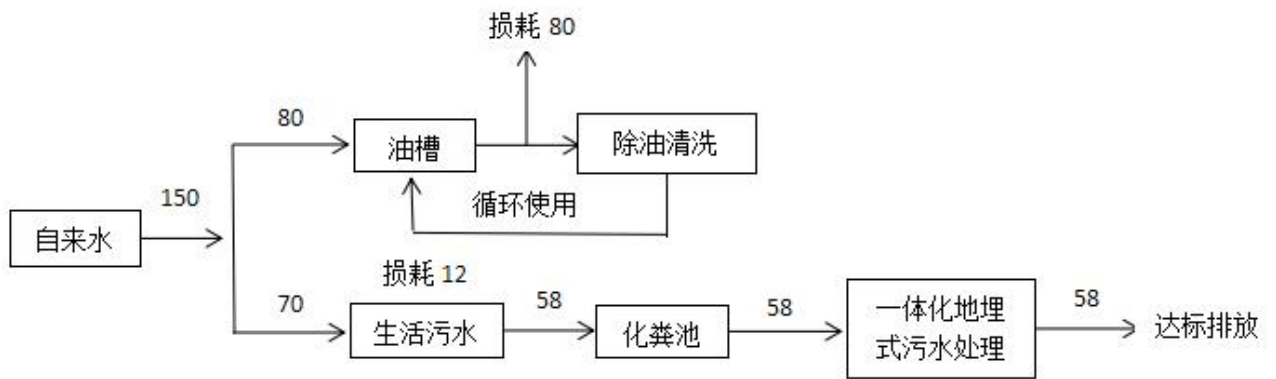 损耗 80
80
油槽
除油清洗
循环使用
150
自来水
损耗 12
70
生活污水
58
化粪池
58
一体化地埋
式污水处理
58
达标排放